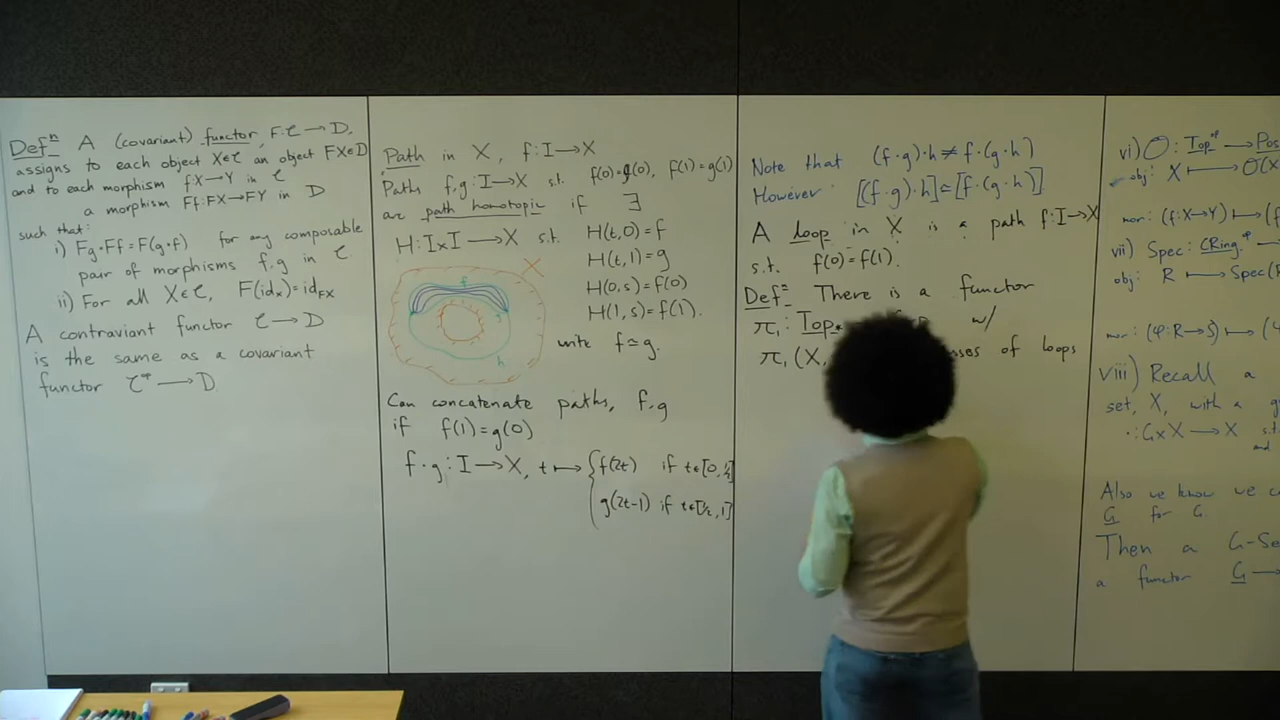 Defⁿ A (covariant) functor F: C → D,
assigns to each object X∈C an object FX∈D
and to each morphism f:X→Y in C
a morphism Ff:FX→FY in D
such that:
i) Fg∘Ff = F(g∘f) for any composable
pair of morphisms f,g in C.
ii) For all X∈C, F(id_X) = id_FX
A contraviant functor C → D
is the same as a covariant
functor C^op → D
Path in X, f: I → X
Paths f,g: I → X s.t. f(0)=g(0), f(1)=g(1)
are path homotopic if ∃
H: I×I → X s.t. H(t,0) = f
H(t,1) = g
H(0,s) = f(0)
H(1,s) = f(1).
X
f
g
h
write f ≃ g.
Can concatenate paths, f,g
if f(1) = g(0)
f·g: I → X, t ↦ { f(2t) if t∈[0,½]
g(2t-1) if t∈[½,1]
Note that (f·g)·h ≠ f·(g·h)
However [(f·g)·h] ≃ [f·(g·h)]
A loop in X is a path f: I → X
s.t. f(0) = f(1).
Defⁿ There is a functor
π₁: Top w/
π₁(X, of loops
vi) O: Top^op → Pos
obj: X ↦ O(X
mor: (f:X→Y) ↦ (f
vii) Spec: CRing^op
obj: R ↦ Spec(R
mor: (φ:R→S) ↦ (φ
viii) Recall a
set, X, with a
·: G×X → X s.t.
and
Also we know we c
G for G.
Then a G-Se
a functor G →